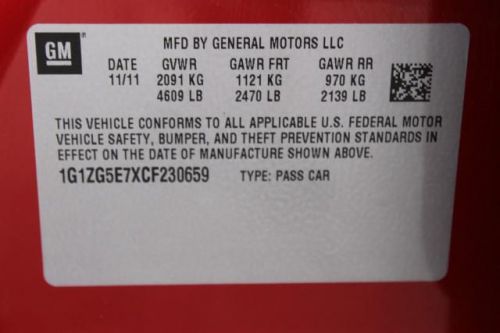 GM
MFD BY GENERAL MOTORS LLC
DATE GVWR GAWR FRT GAWR RR
11/11 2091 KG 1121 KG 970 KG
4609 LB 2470 LB 2139 LB
THIS VEHICLE CONFORMS TO ALL APPLICABLE U.S. FEDERAL MOTOR
VEHICLE SAFETY, BUMPER, AND THEFT PREVENTION STANDARDS IN
EFFECT ON THE DATE OF MANUFACTURE SHOWN ABOVE.
1G1ZG5E7XCF230659 TYPE: PASS CAR